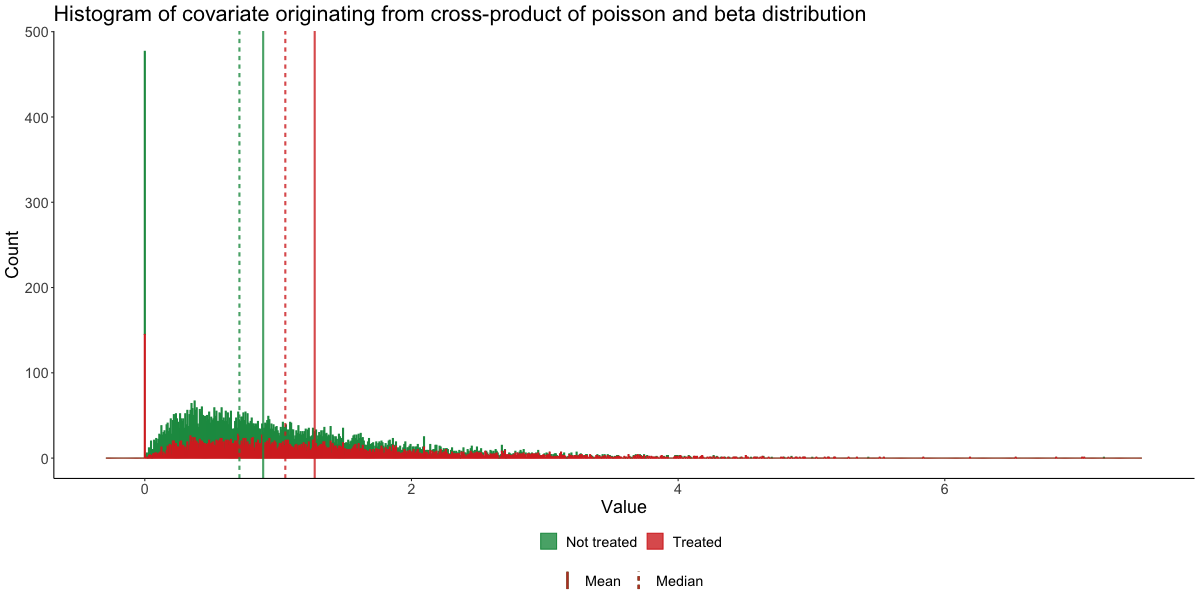 Histogram of covariate originating from cross-product of poisson and beta distribution
500
400
300
200
100
0
Count
0 2 4 6
Value
Not treated Treated
Mean Median